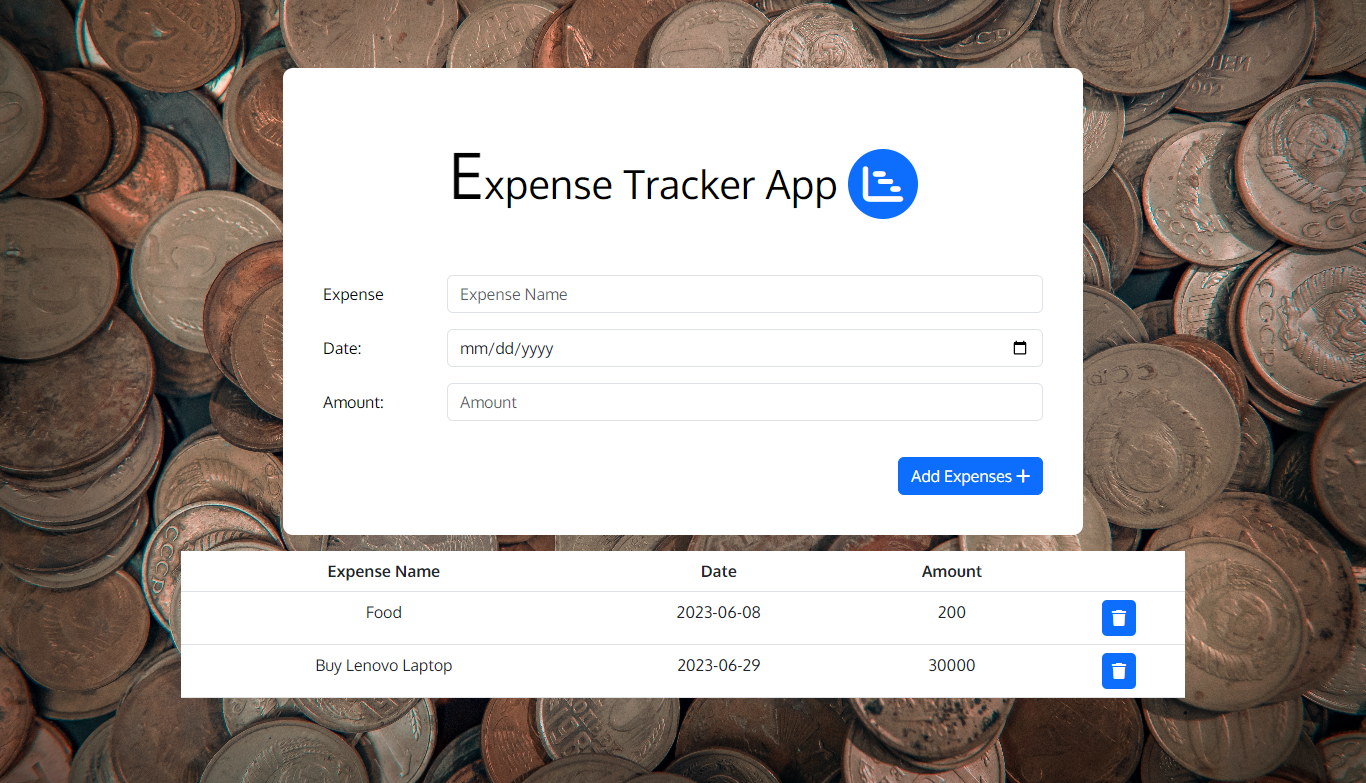 Expense Tracker App
Expense
Expense Name
Date:
mm/dd/yyyy
Amount:
Amount
Add Expenses
Expense Name Date Amount
Food 2023-06-08 200
Buy Lenovo Laptop 2023-06-29 30000